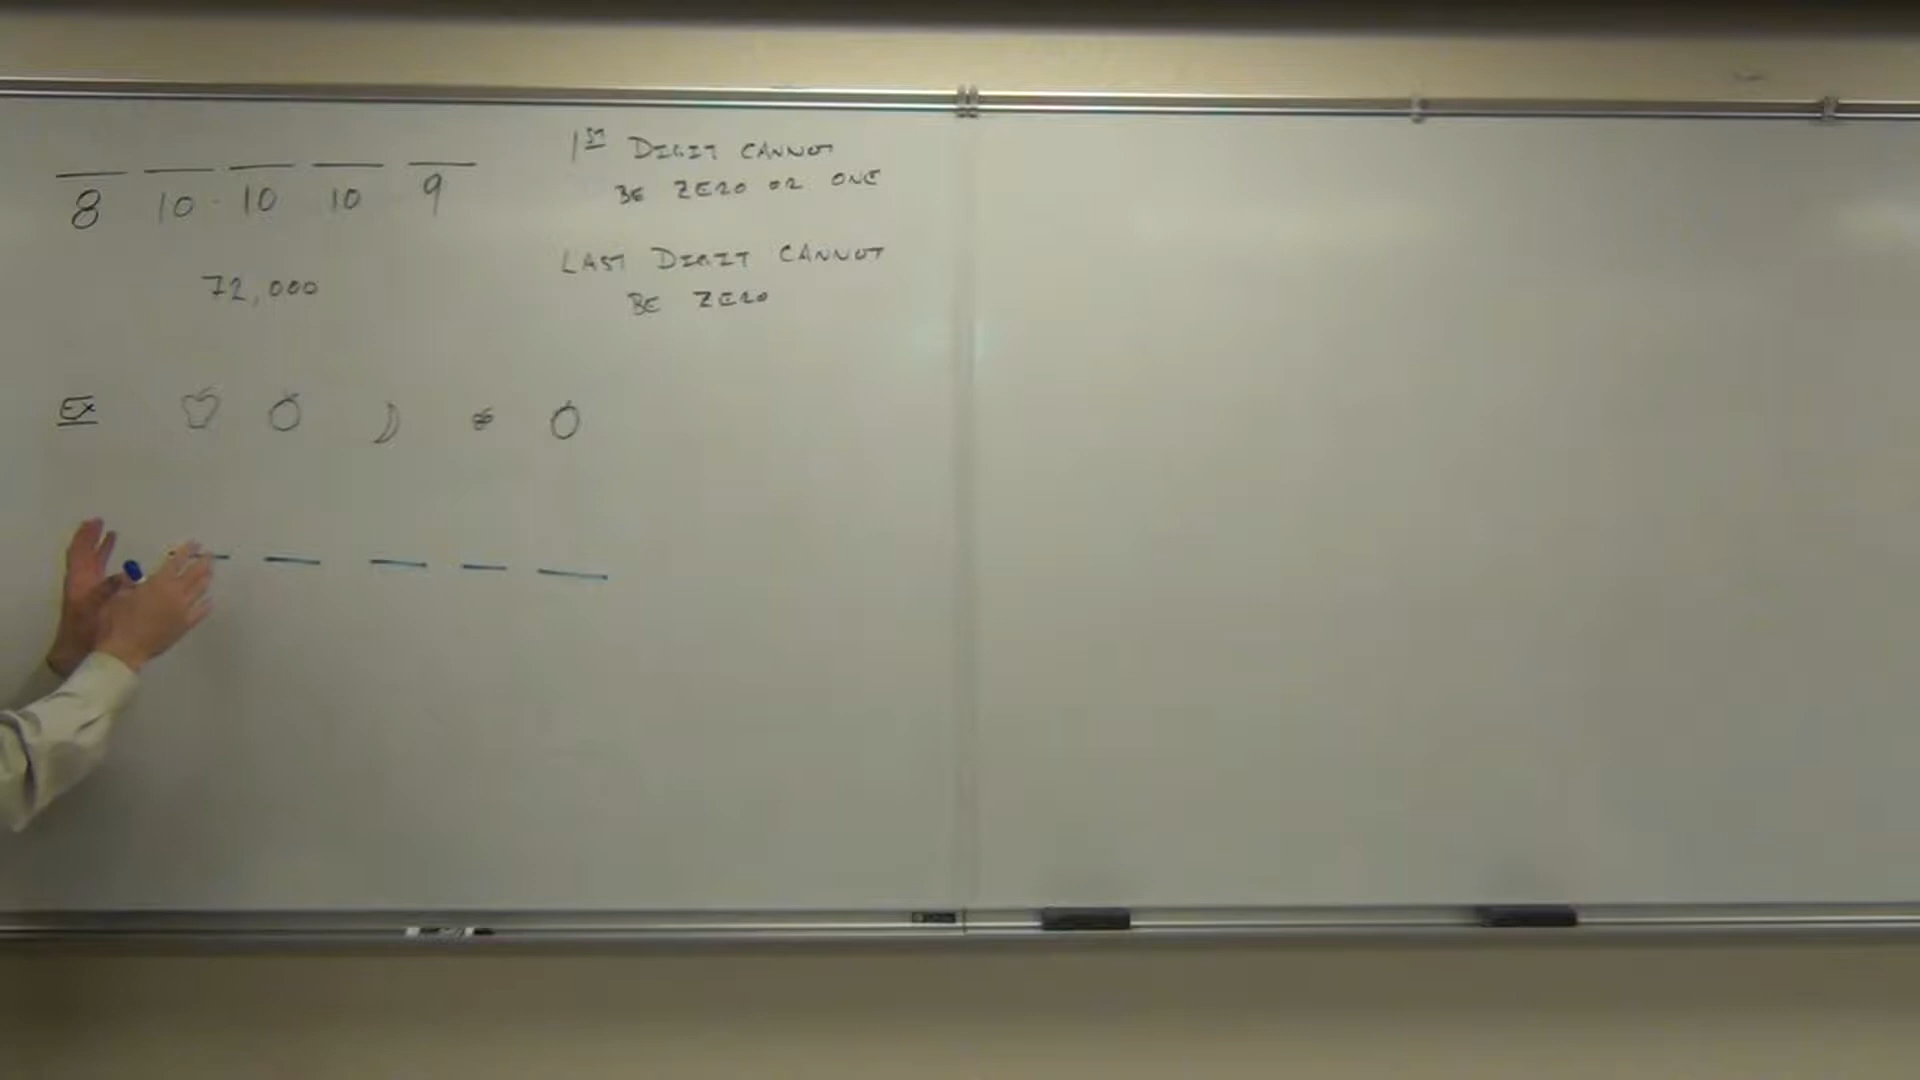 8 10 · 10 10 9
72,000
1ST DIGIT CANNOT
BE ZERO OR ONE
LAST DIGIT CANNOT
BE ZERO
Ex